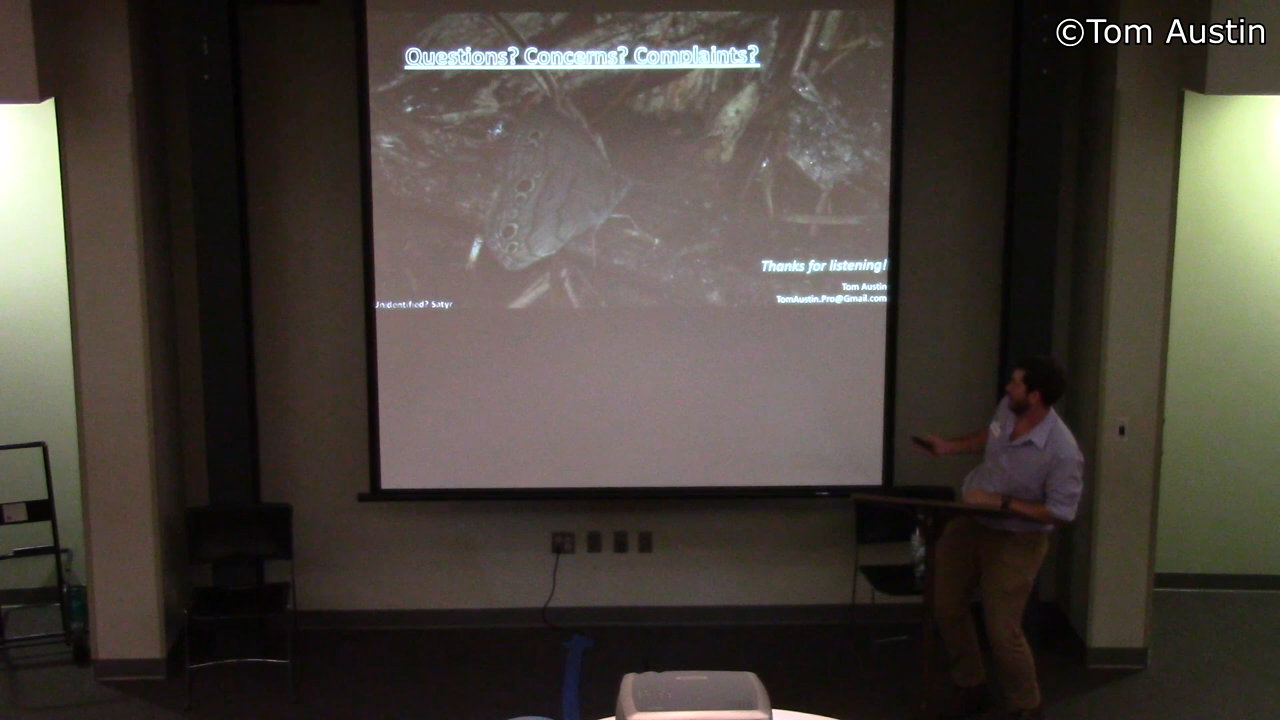 ©Tom Austin
Questions? Concerns? Complaints?
Thanks for listening!
Tom Austin
TomAustin.Pro@Gmail.com
Unidentified? Satyr